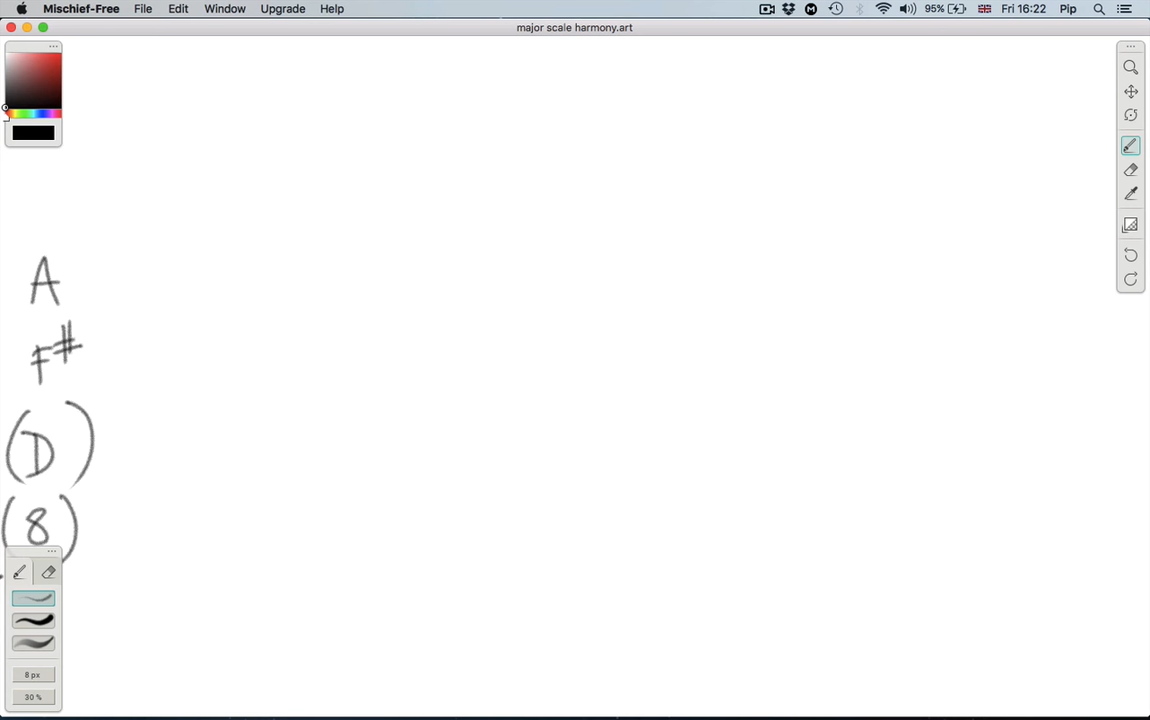 Mischief-Free File Edit Window Upgrade Help 95% Fri 16:22 Pip
major scale harmony.art
A
F#
(D)
(8)
8 px
30 %